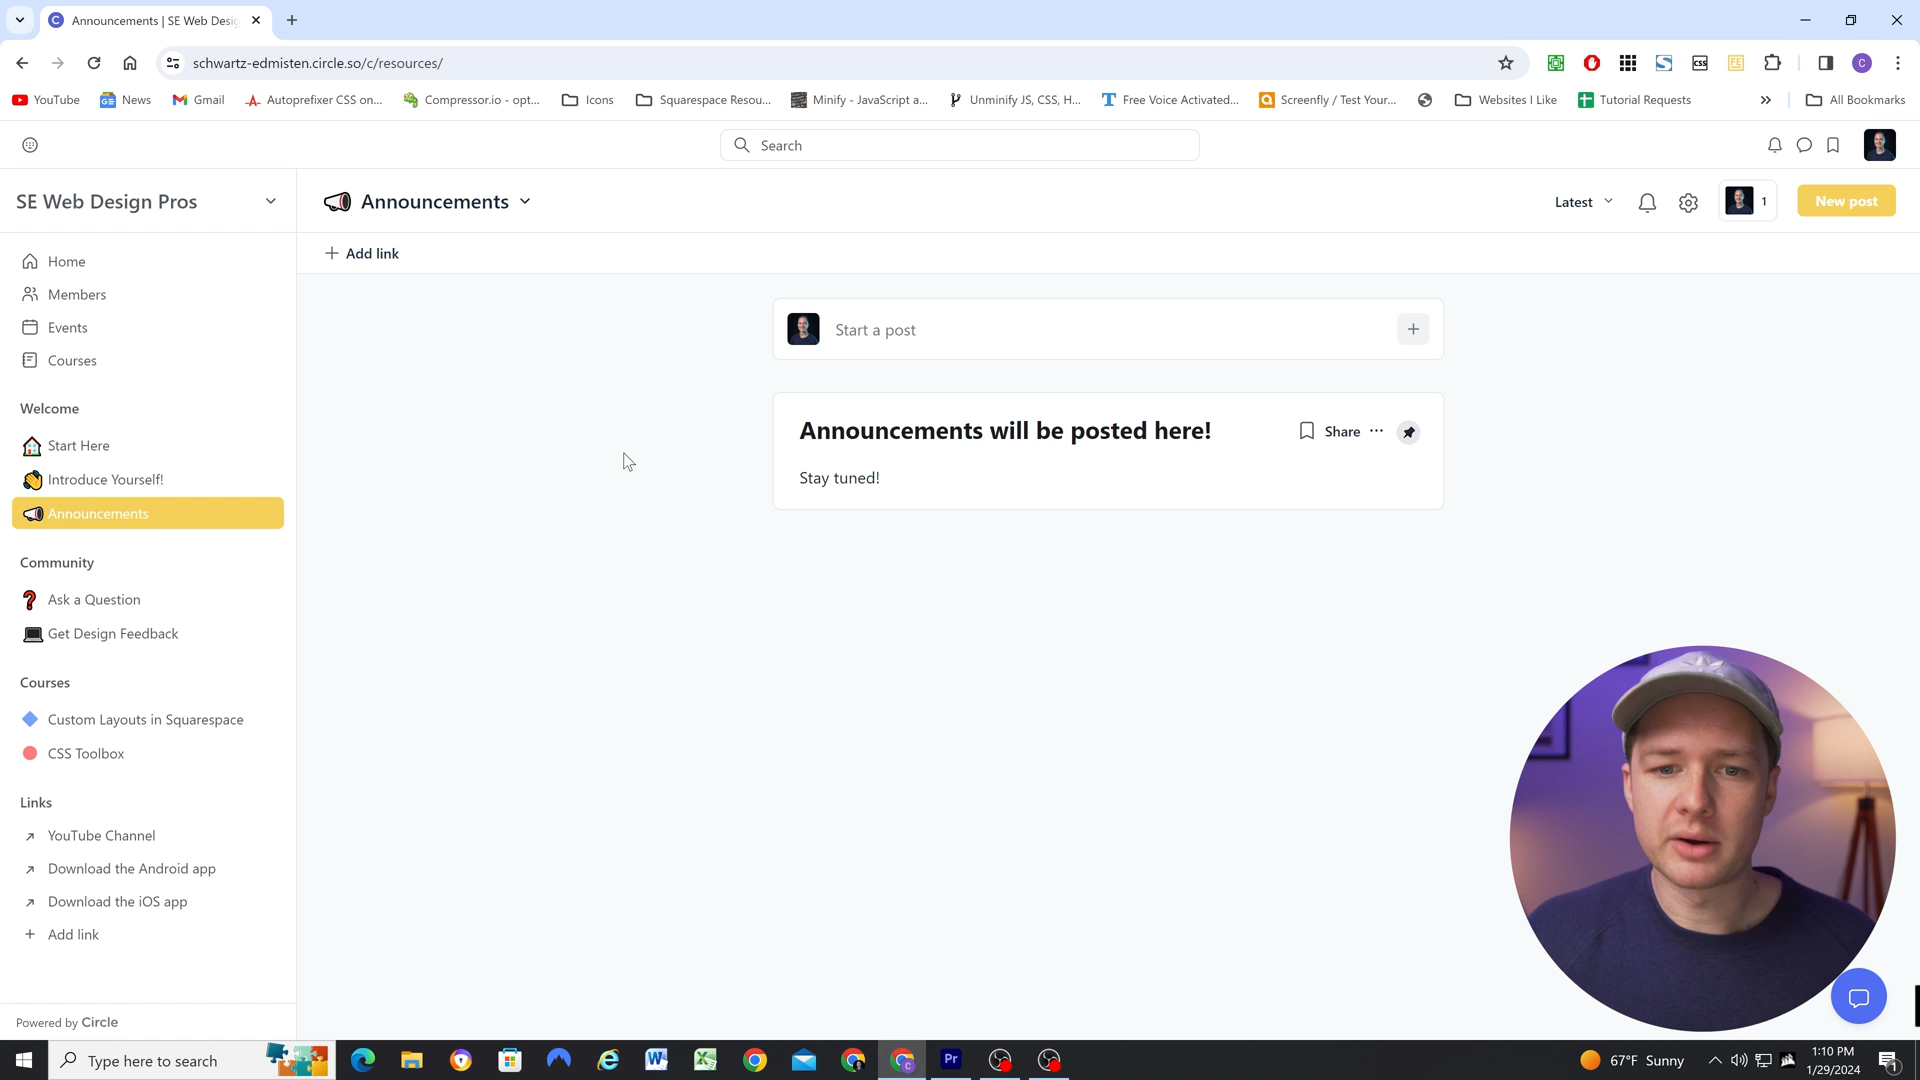 Announcements | SE Web Desig
schwartz-edmisten.circle.so/c/resources/
YouTube
News
Gmail
Autoprefixer CSS on...
Compressor.io - opt...
Icons
Squarespace Resou...
Minify - JavaScript a...
Unminify JS, CSS, H...
Free Voice Activated...
Screenfly / Test Your...
Websites I Like
Tutorial Requests
All Bookmarks
Search
SE Web Design Pros
Announcements
Latest
1
New post
Add link
Home
Members
Events
Courses
Welcome
Start Here
Introduce Yourself!
Announcements
Community
Ask a Question
Get Design Feedback
Courses
Custom Layouts in Squarespace
CSS Toolbox
Links
YouTube Channel
Download the Android app
Download the iOS app
Add link
Powered by Circle
Start a post
Announcements will be posted here!
Share
Stay tuned!
Type here to search
67°F Sunny
1:10 PM
1/29/2024